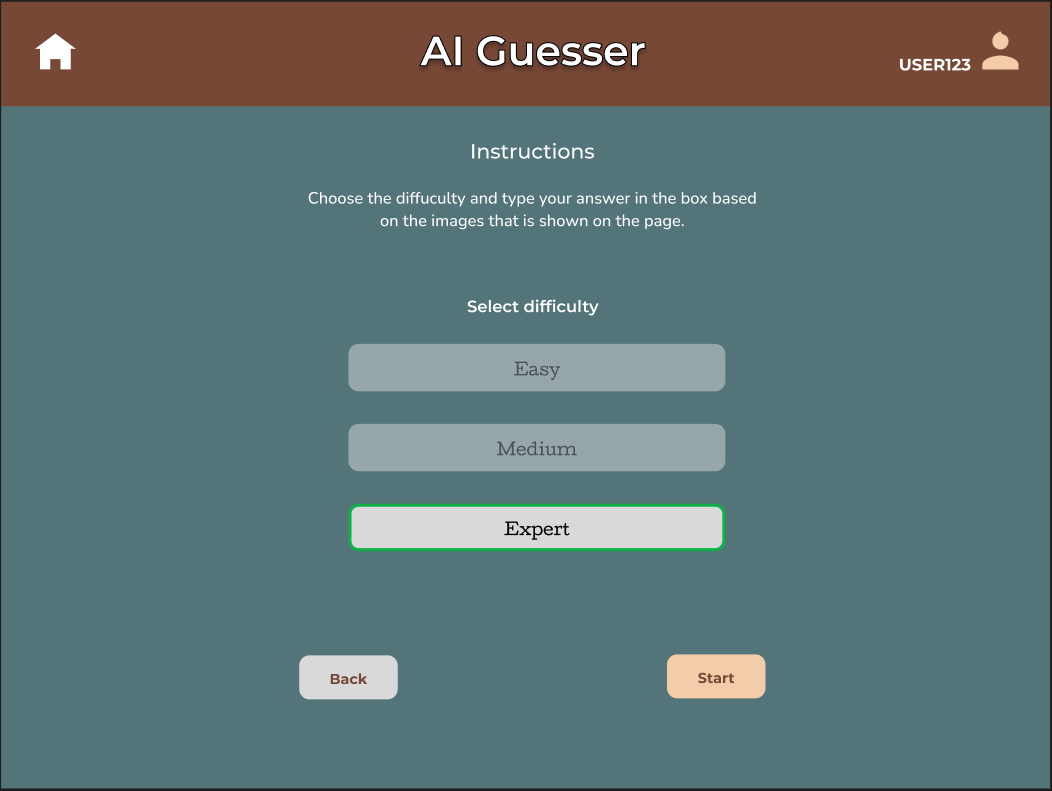 AI Guesser
USER123
Instructions
Choose the diffuculty and type your answer in the box based
on the images that is shown on the page.
Select difficulty
Easy
Medium
Expert
Back
Start